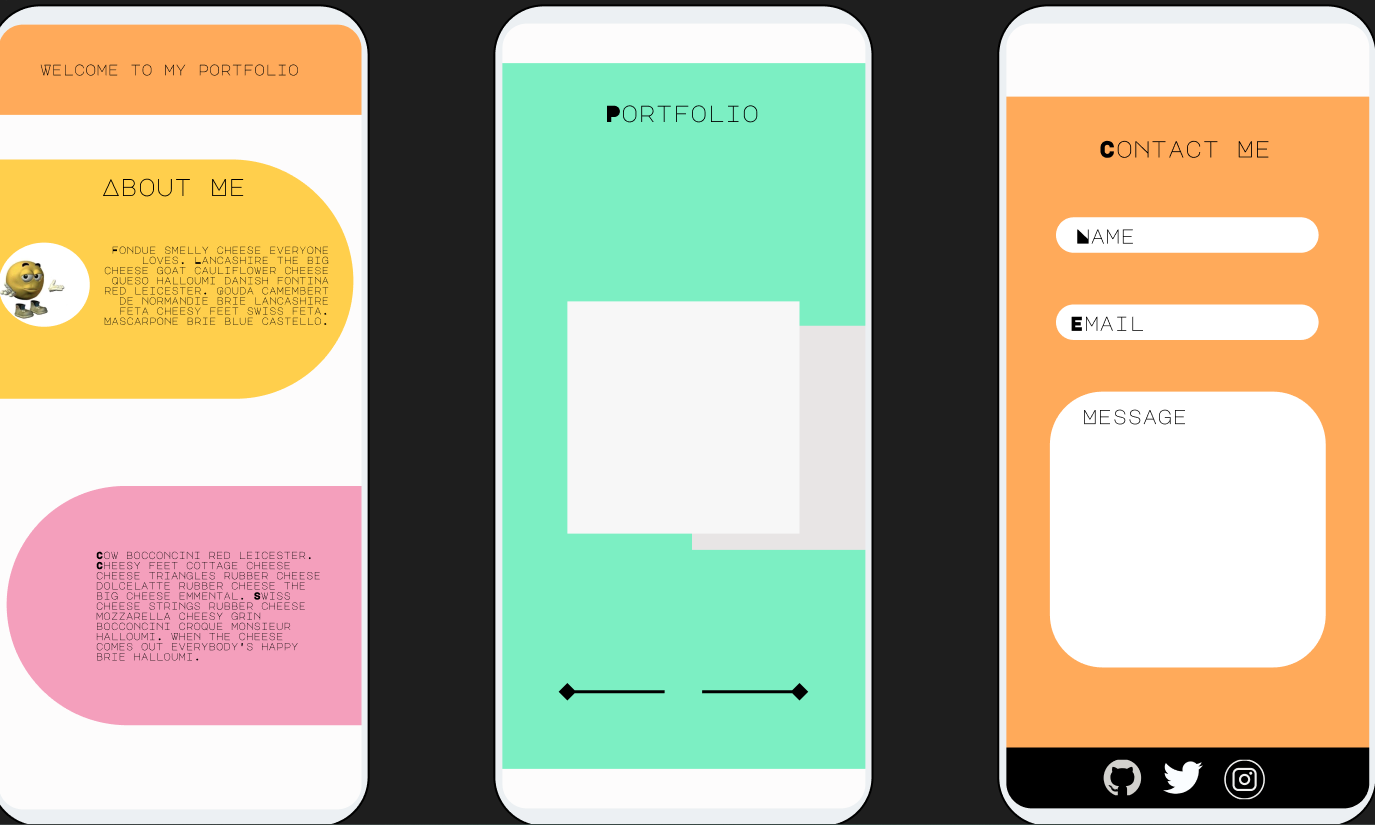 WELCOME TO MY PORTFOLIO
ABOUT ME
FONDUE SMELLY CHEESE EVERYONE
LOVES. LANCASHIRE THE BIG
CHEESE GOAT CAULIFLOWER CHEESE
QUESO HALLOUMI DANISH FONTINA
RED LEICESTER. GOUDA CAMEMBERT
DE NORMANDIE BRIE LANCASHIRE
FETA CHEESY FEET SWISS FETA.
MASCARPONE BRIE BLUE CASTELLO.
COW BOCCONCINI RED LEICESTER.
CHEESY FEET COTTAGE CHEESE
CHEESE TRIANGLES RUBBER CHEESE
DOLCELATTE RUBBER CHEESE THE
BIG CHEESE EMMENTAL. SWISS
CHEESE STRINGS RUBBER CHEESE
MOZZARELLA CHEESY GRIN
BOCCONCINI CROQUE MONSIEUR
HALLOUMI. WHEN THE CHEESE
COMES OUT EVERYBODY'S HAPPY
BRIE HALLOUMI.
PORTFOLIO
CONTACT ME
NAME
EMAIL
MESSAGE